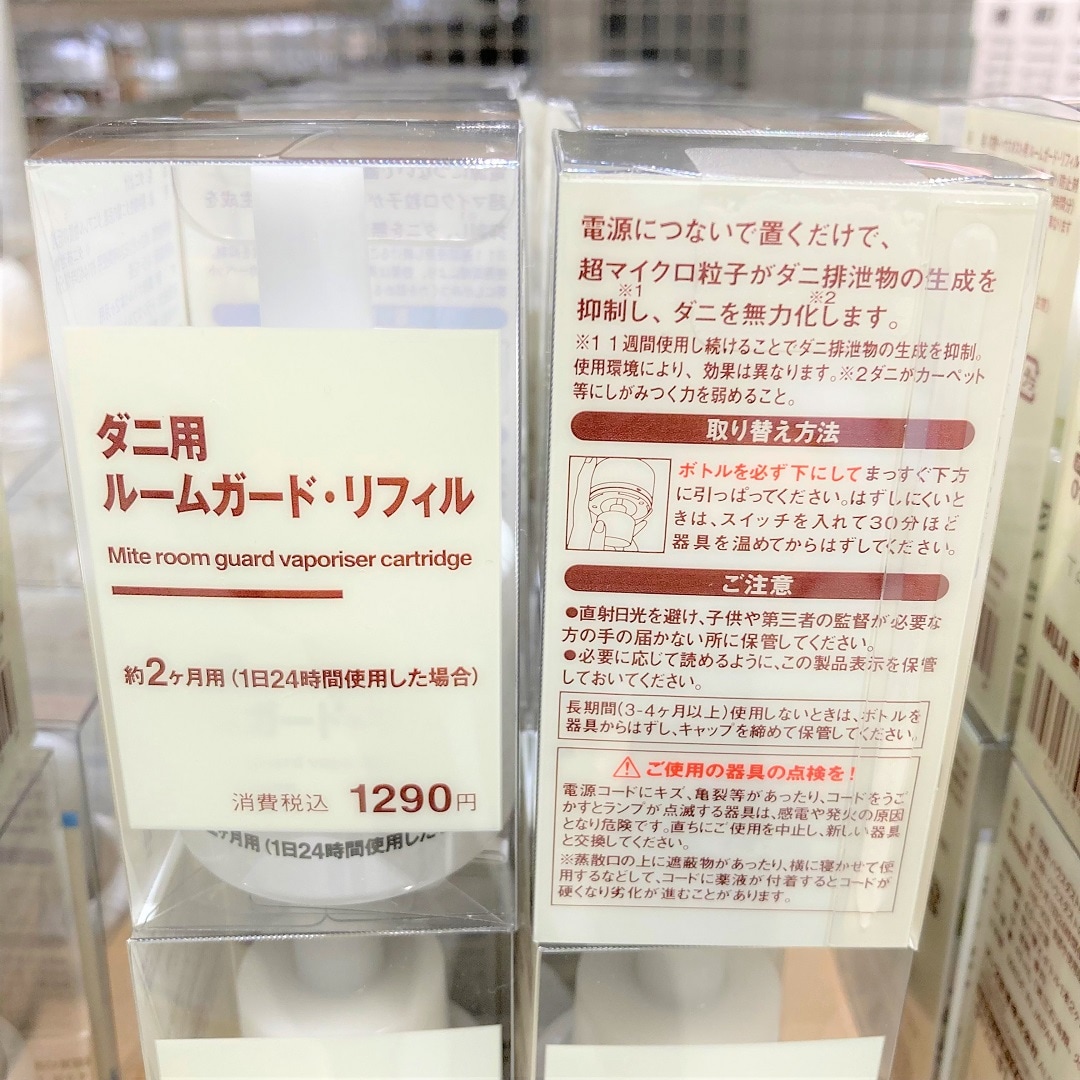 ダニ用
ルームガード・リフィル
Mite room guard vaporiser cartridge
約2ヶ月用(1日24時間使用した場合)
消費税込 1290円
ヶ月用(1日24時間使用した
電源につないで置くだけで、
超マイクロ粒子がダニ排泄物の生成を
抑制※1し、ダニを無力化※2します。
※1 1週間使用し続けることでダニ排泄物の生成を抑制。
使用環境により、効果は異なります。※2ダニがカーペット
等にしがみつく力を弱めること。
取り替え方法
ボトルを必ず下にしてまっすぐ下方
に引っぱってください。はずしにくいと
きは、スイッチを入れて30分ほど
器具を温めてからはずしてください。
ご注意
●直射日光を避け、子供や第三者の監督が必要な
方の手の届かない所に保管してください。
●必要に応じて読めるように、この製品表示を保管
しておいてください。
長期間(3-4ヶ月以上)使用しないときは、ボトルを
器具からはずし、キャップを締めて保管してください。
⚠ご使用の器具の点検を!
電源コードにキズ、亀裂等があったり、コードをうご
かすとランプが点滅する器具は、感電や発火の原因
となり危険です。直ちにご使用を中止し、新しい器具
と交換してください。
※蒸散口の上に遮蔽物があったり、横に寝かせて使
用するなどして、コードに薬液が付着するとコードが
硬くなり劣化が進むことがあります。